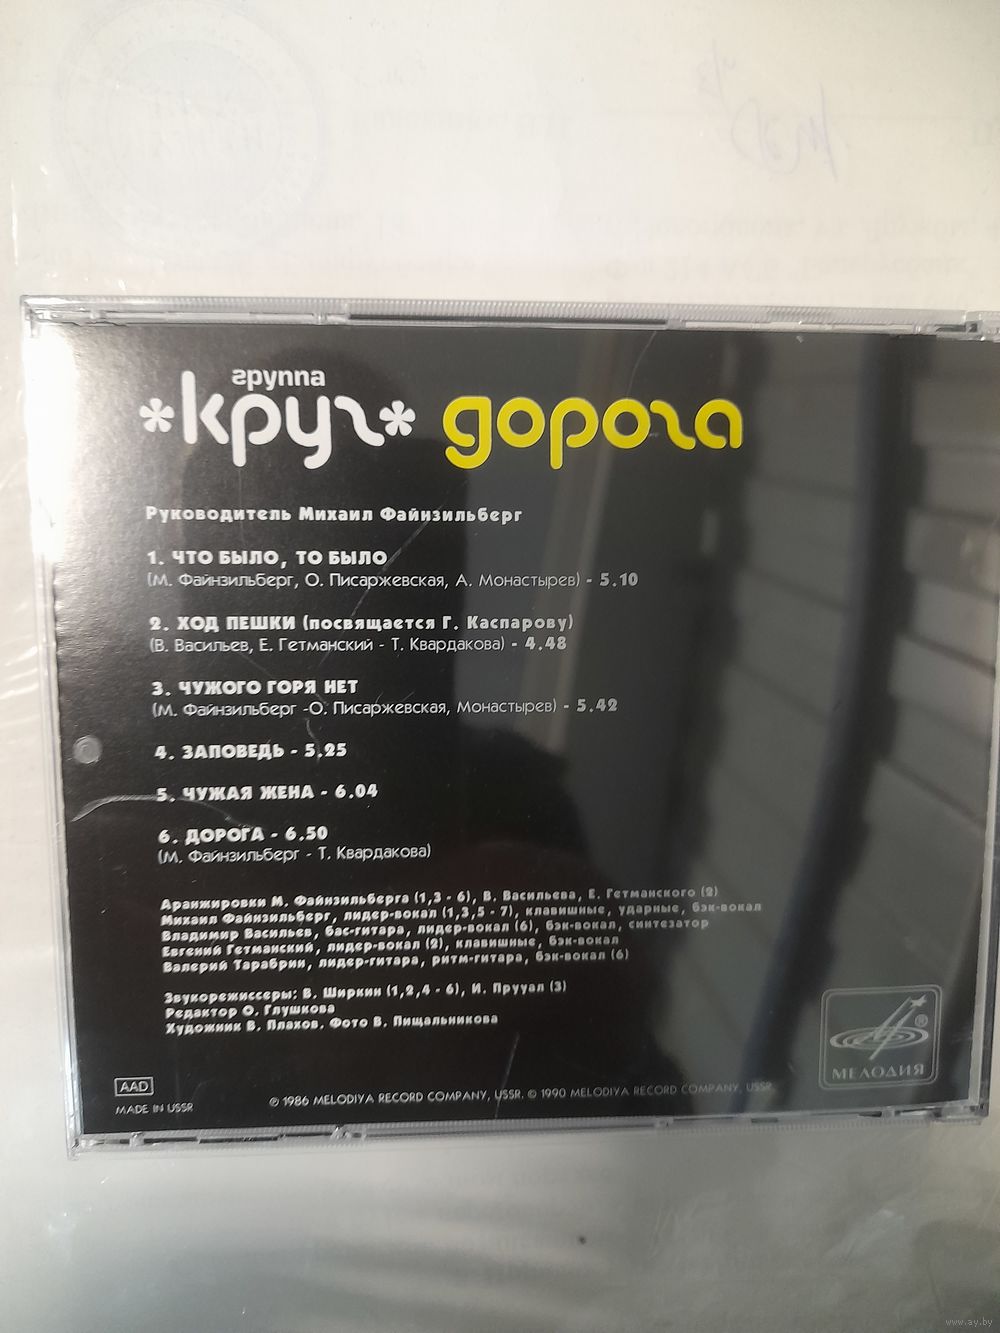 группа
*круг* дорога
Руководитель Михаил Файнзильберг
1. ЧТО БЫЛО, ТО БЫЛО
(М. Файнзильберг, О. Писаржевская, А. Монастырев) - 5.10
2. ХОД ПЕШКИ (посвящается Г. Каспарову)
(В. Васильев, Е. Гетманский - Т. Квардакова) - 4.48
3. ЧУЖОГО ГОРЯ НЕТ
(М. Файнзильберг -О. Писаржевская, Монастырев) - 5.42
4. ЗАПОВЕДЬ - 5.25
5. ЧУЖАЯ ЖЕНА - 6.04
6. ДОРОГА - 6.50
(М. Файнзильберг - Т. Квардакова)
Аранжировки М. Файнзильберга (1,3 - 6), В. Васильева, Е. Гетманского (2)
Михаил Файнзильберг, лидер-вокал (1,3,5 - 7), клавишные, ударные, бэк-вокал
Владимир Васильев, бас-гитара, лидер-вокал (6), бэк-вокал, синтезатор
Евгений Гетманский, лидер-вокал (2), клавишные, бэк-вокал
Валерий Тарабрин, лидер-гитара, ритм-гитара, бэк-вокал (6)
Звукорежиссеры: В. Ширкин (1,2,4 - 6), И. Прууал (3)
Редактор О. Глушкова
Художник В. Плахов. Фото В. Пищальникова
® МЕЛОДИЯ
AAD
MADE IN USSR
℗ 1986 MELODIYA RECORD COMPANY, USSR. © 1990 MELODIYA RECORD COMPANY, USSR.
www.ay.by